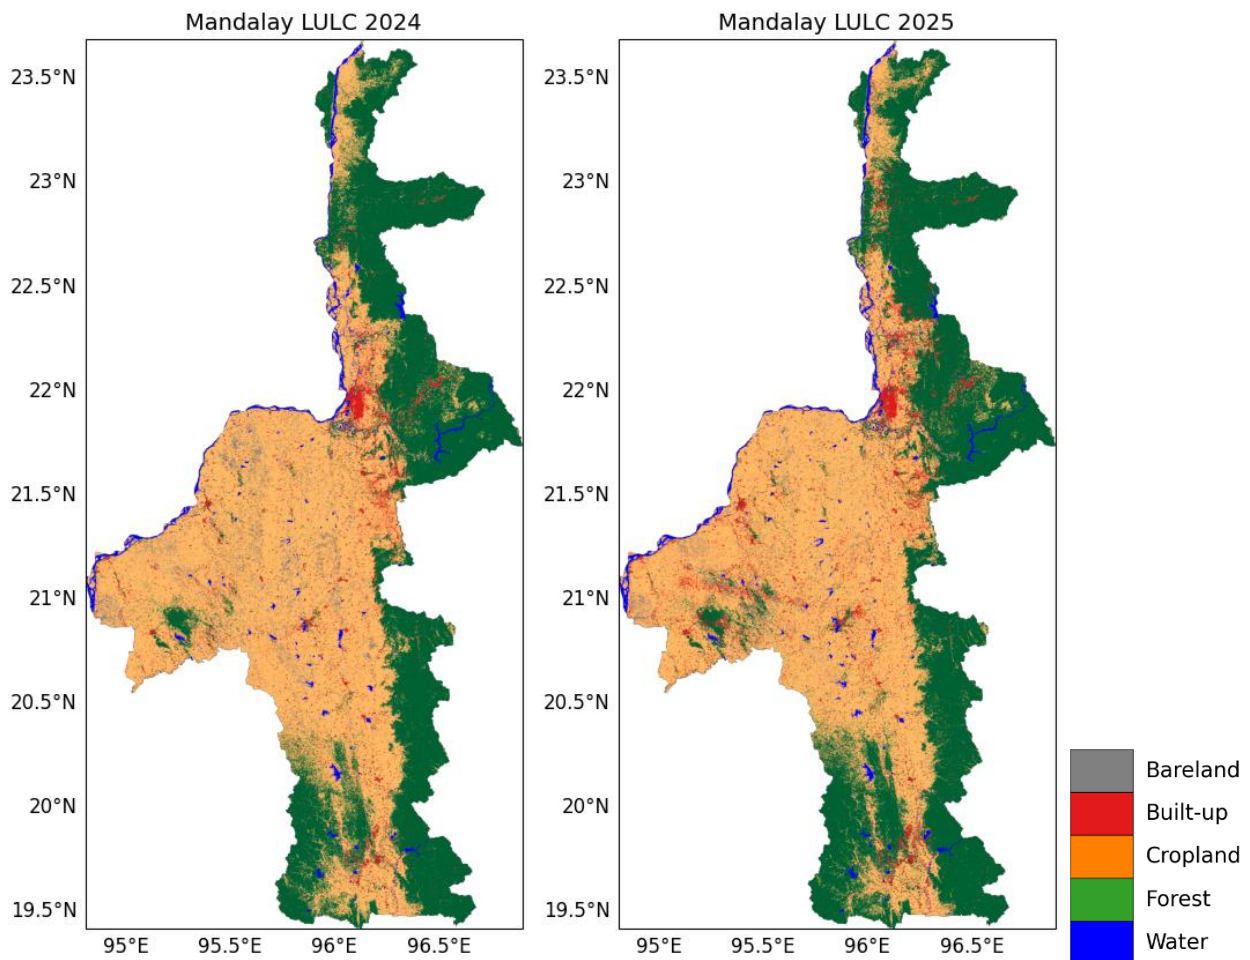 Mandalay LULC 2024
Mandalay LULC 2025
23.5°N
23°N
22.5°N
22°N
21.5°N
21°N
20.5°N
20°N
19.5°N
95°E 95.5°E 96°E 96.5°E
23.5°N
23°N
22.5°N
22°N
21.5°N
21°N
20.5°N
20°N
19.5°N
95°E 95.5°E 96°E 96.5°E
Bareland
Built-up
Cropland
Forest
Water